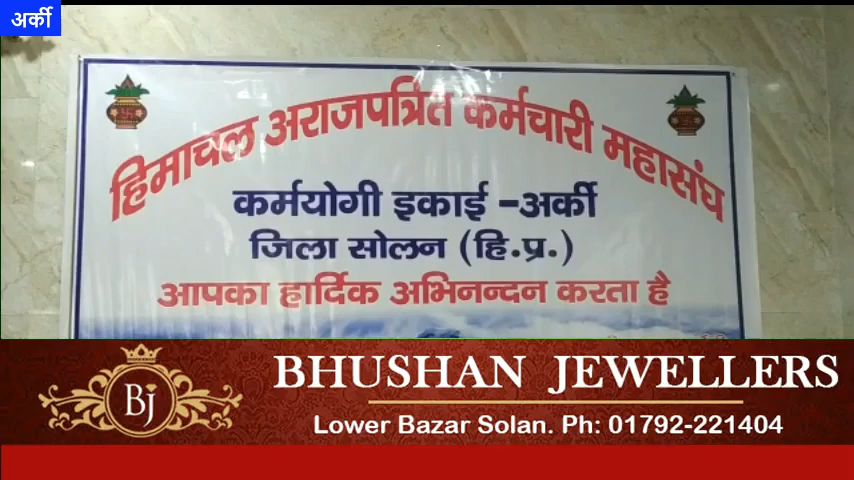 अर्की
हिमाचल अराजपत्रित कर्मचारी महासंघ
कर्मयोगी इकाई -अर्की
जिला सोलन (हि.प्र.)
आपका हार्दिक अभिनन्दन करता है
BJ
BHUSHAN JEWELLERS
Lower Bazar Solan. Ph: 01792-221404